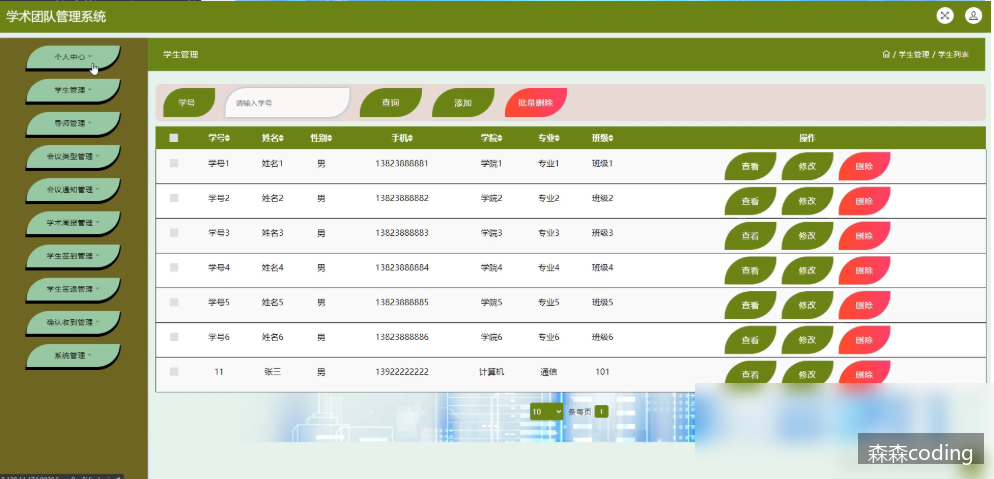 学术团队管理系统
个人中心
学生管理
导师管理
会议类型管理
会议通知管理
学术周报管理
学生签到管理
学生签退管理
确认收到管理
系统管理
学生管理
/ 学生管理 / 学生列表
学号 请输入学号 查询 添加 批量删除
学号 姓名 性别 手机 学院 专业 班级 操作
学号1 姓名1 男 13823888881 学院1 专业1 班级1 查看 修改 删除
学号2 姓名2 男 13823888882 学院2 专业2 班级2 查看 修改 删除
学号3 姓名3 男 13823888883 学院3 专业3 班级3 查看 修改 删除
学号4 姓名4 男 13823888884 学院4 专业4 班级4 查看 修改 删除
学号5 姓名5 男 13823888885 学院5 专业5 班级5 查看 修改 删除
学号6 姓名6 男 13823888886 学院6 专业6 班级6 查看 修改 删除
11 张三 男 13922222222 计算机 通信 101 查看 修改 删除
10 条每页 1
森森coding